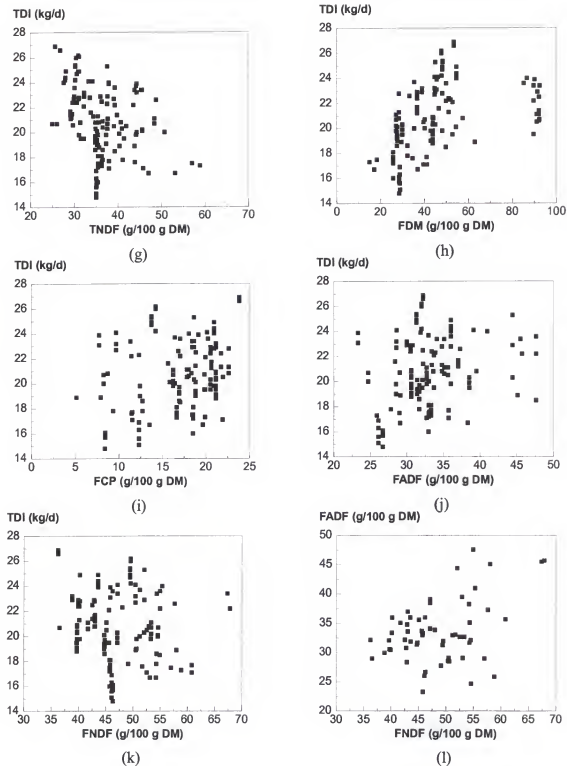 TDI (kg/d)
28
26
24
22
20
18
16
14
20 30 40 50 60 70
TNDF (g/100 g DM)
(g)
TDI (kg/d)
28
26
24
22
20
18
16
14
0 20 40 60 80 100
FDM (g/100 g DM)
(h)
TDI (kg/d)
28
26
24
22
20
18
16
14
0 5 10 15 20 25
FCP (g/100 g DM)
(i)
TDI (kg/d)
28
26
24
22
20
18
16
14
20 30 40 50
FADF (g/100 g DM)
(j)
TDI (kg/d)
28
26
24
22
20
18
16
14
30 35 40 45 50 55 60 65 70
FNDF (g/100 g DM)
(k)
FADF (g/100 g DM)
50
45
40
35
30
25
20
30 35 40 45 50 55 60 65 70
FNDF (g/100 g DM)
(l)